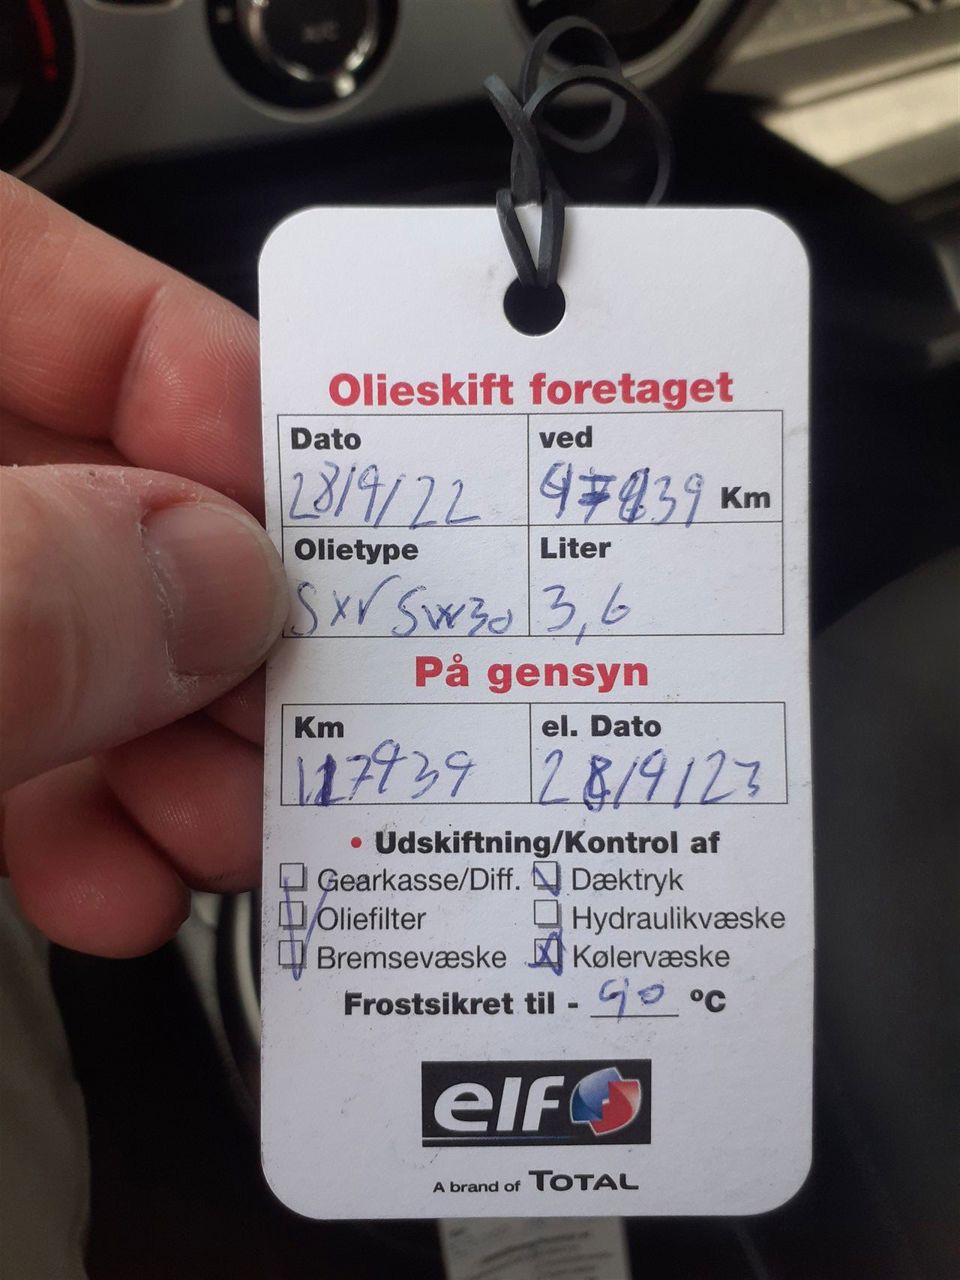 Olieskift foretaget
Dato ved
28/9/22 Km
Olietype Liter
SXR 5W30 3,6
På gensyn
Km el. Dato
117439 28/9/23
• Udskiftning/Kontrol af
Gearkasse/Diff. Dæktryk
Oliefilter Hydraulikvæske
Bremsevæske Kølervæske
Frostsikret til - 40 ºC
elf
A brand of TOTAL